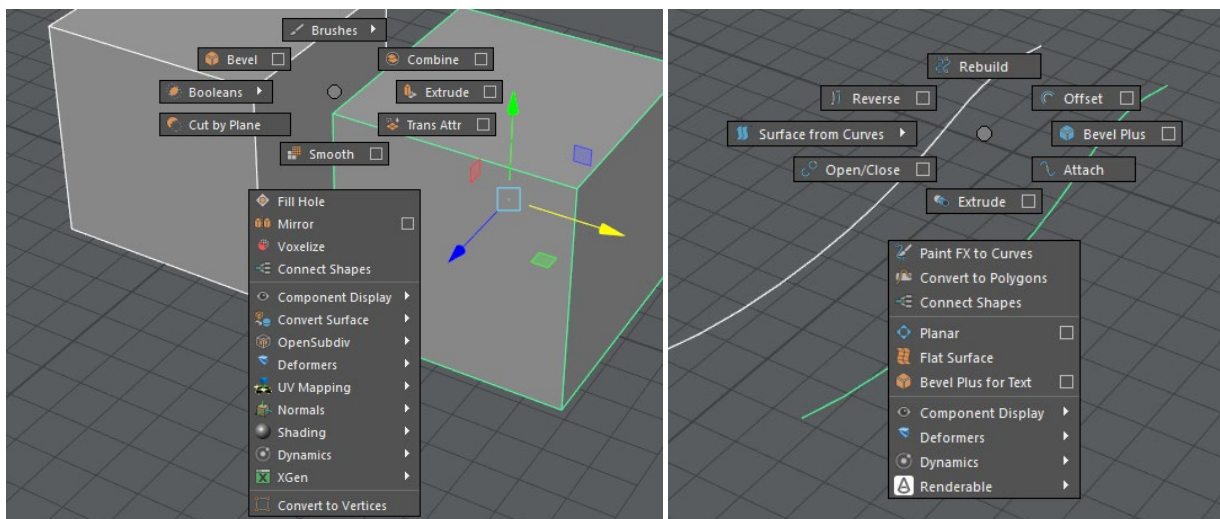 Brushes
Bevel
Combine
Booleans
Extrude
Cut by Plane
Trans Attr
Smooth
Fill Hole
Mirror
Voxelize
Connect Shapes
Component Display
Convert Surface
OpenSubdiv
Deformers
UV Mapping
Normals
Shading
Dynamics
XGen
Convert to Vertices
Rebuild
Reverse
Offset
Surface from Curves
Bevel Plus
Open/Close
Attach
Extrude
Paint FX to Curves
Convert to Polygons
Connect Shapes
Planar
Flat Surface
Bevel Plus for Text
Component Display
Deformers
Dynamics
Renderable